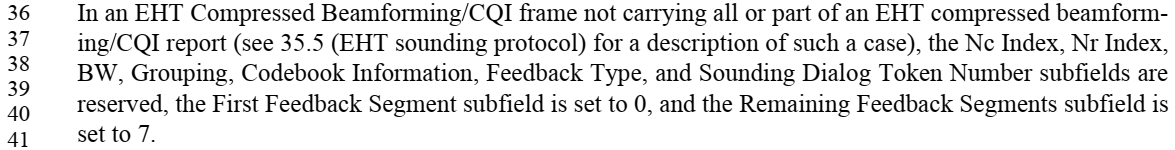 36 In an EHT Compressed Beamforming/CQI frame not carrying all or part of an EHT compressed beamform-
37 ing/CQI report (see 35.5 (EHT sounding protocol) for a description of such a case), the Nc Index, Nr Index,
38 BW, Grouping, Codebook Information, Feedback Type, and Sounding Dialog Token Number subfields are
39 reserved, the First Feedback Segment subfield is set to 0, and the Remaining Feedback Segments subfield is
40 set to 7.
41